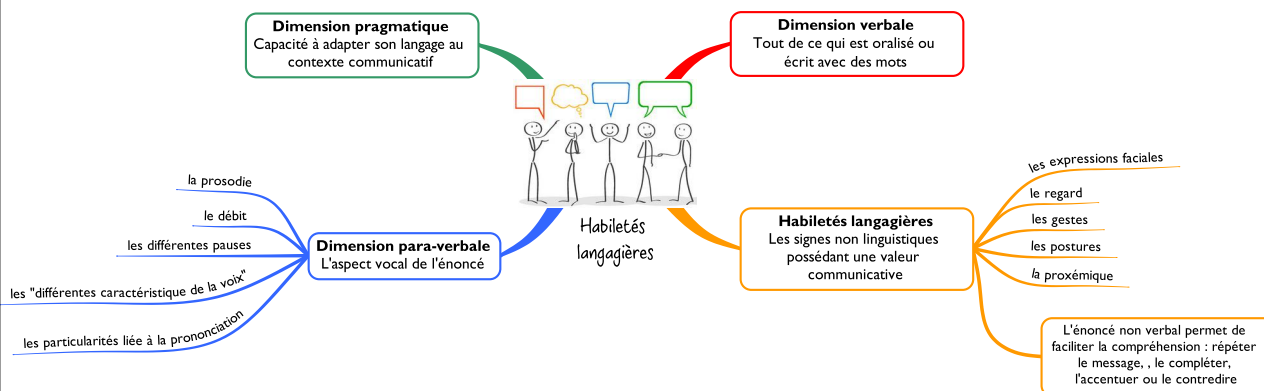 Dimension pragmatique
Capacité à adapter son langage au
contexte communicatif
Dimension verbale
Tout de ce qui est oralisé ou
écrit avec des mots
Habiletés
langagières
la prosodie
le débit
les différentes pauses
les "différentes caractéristique de la voix"
les particularités liée à la prononciation
Dimension para-verbale
L'aspect vocal de l'énoncé
Habiletés langagières
Les signes non linguistiques
possédant une valeur
communicative
les expressions faciales
le regard
les gestes
les postures
la proxémique
L'énoncé non verbal permet de
faciliter la compréhension : répéter
le message, , le compléter,
l'accentuer ou le contredire